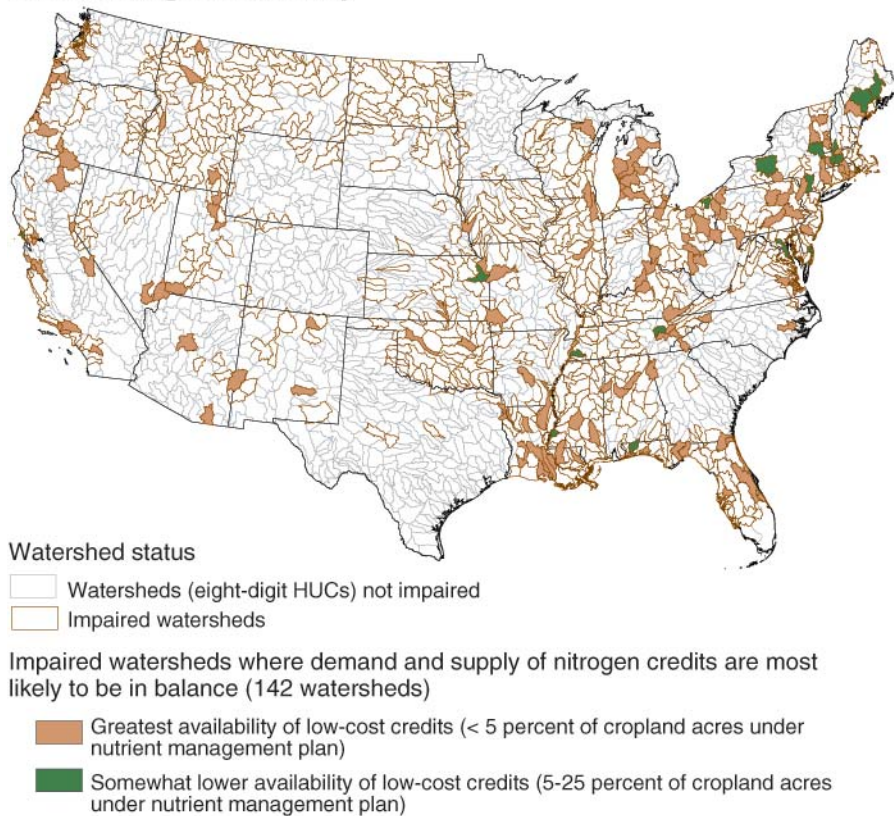 Watershed status
Watersheds (eight-digit HUCs) not impaired
Impaired watersheds
Impaired watersheds where demand and supply of nitrogen credits are most
likely to be in balance (142 watersheds)
Greatest availability of low-cost credits (< 5 percent of cropland acres under
nutrient management plan)
Somewhat lower availability of low-cost credits (5-25 percent of cropland acres
under nutrient management plan)